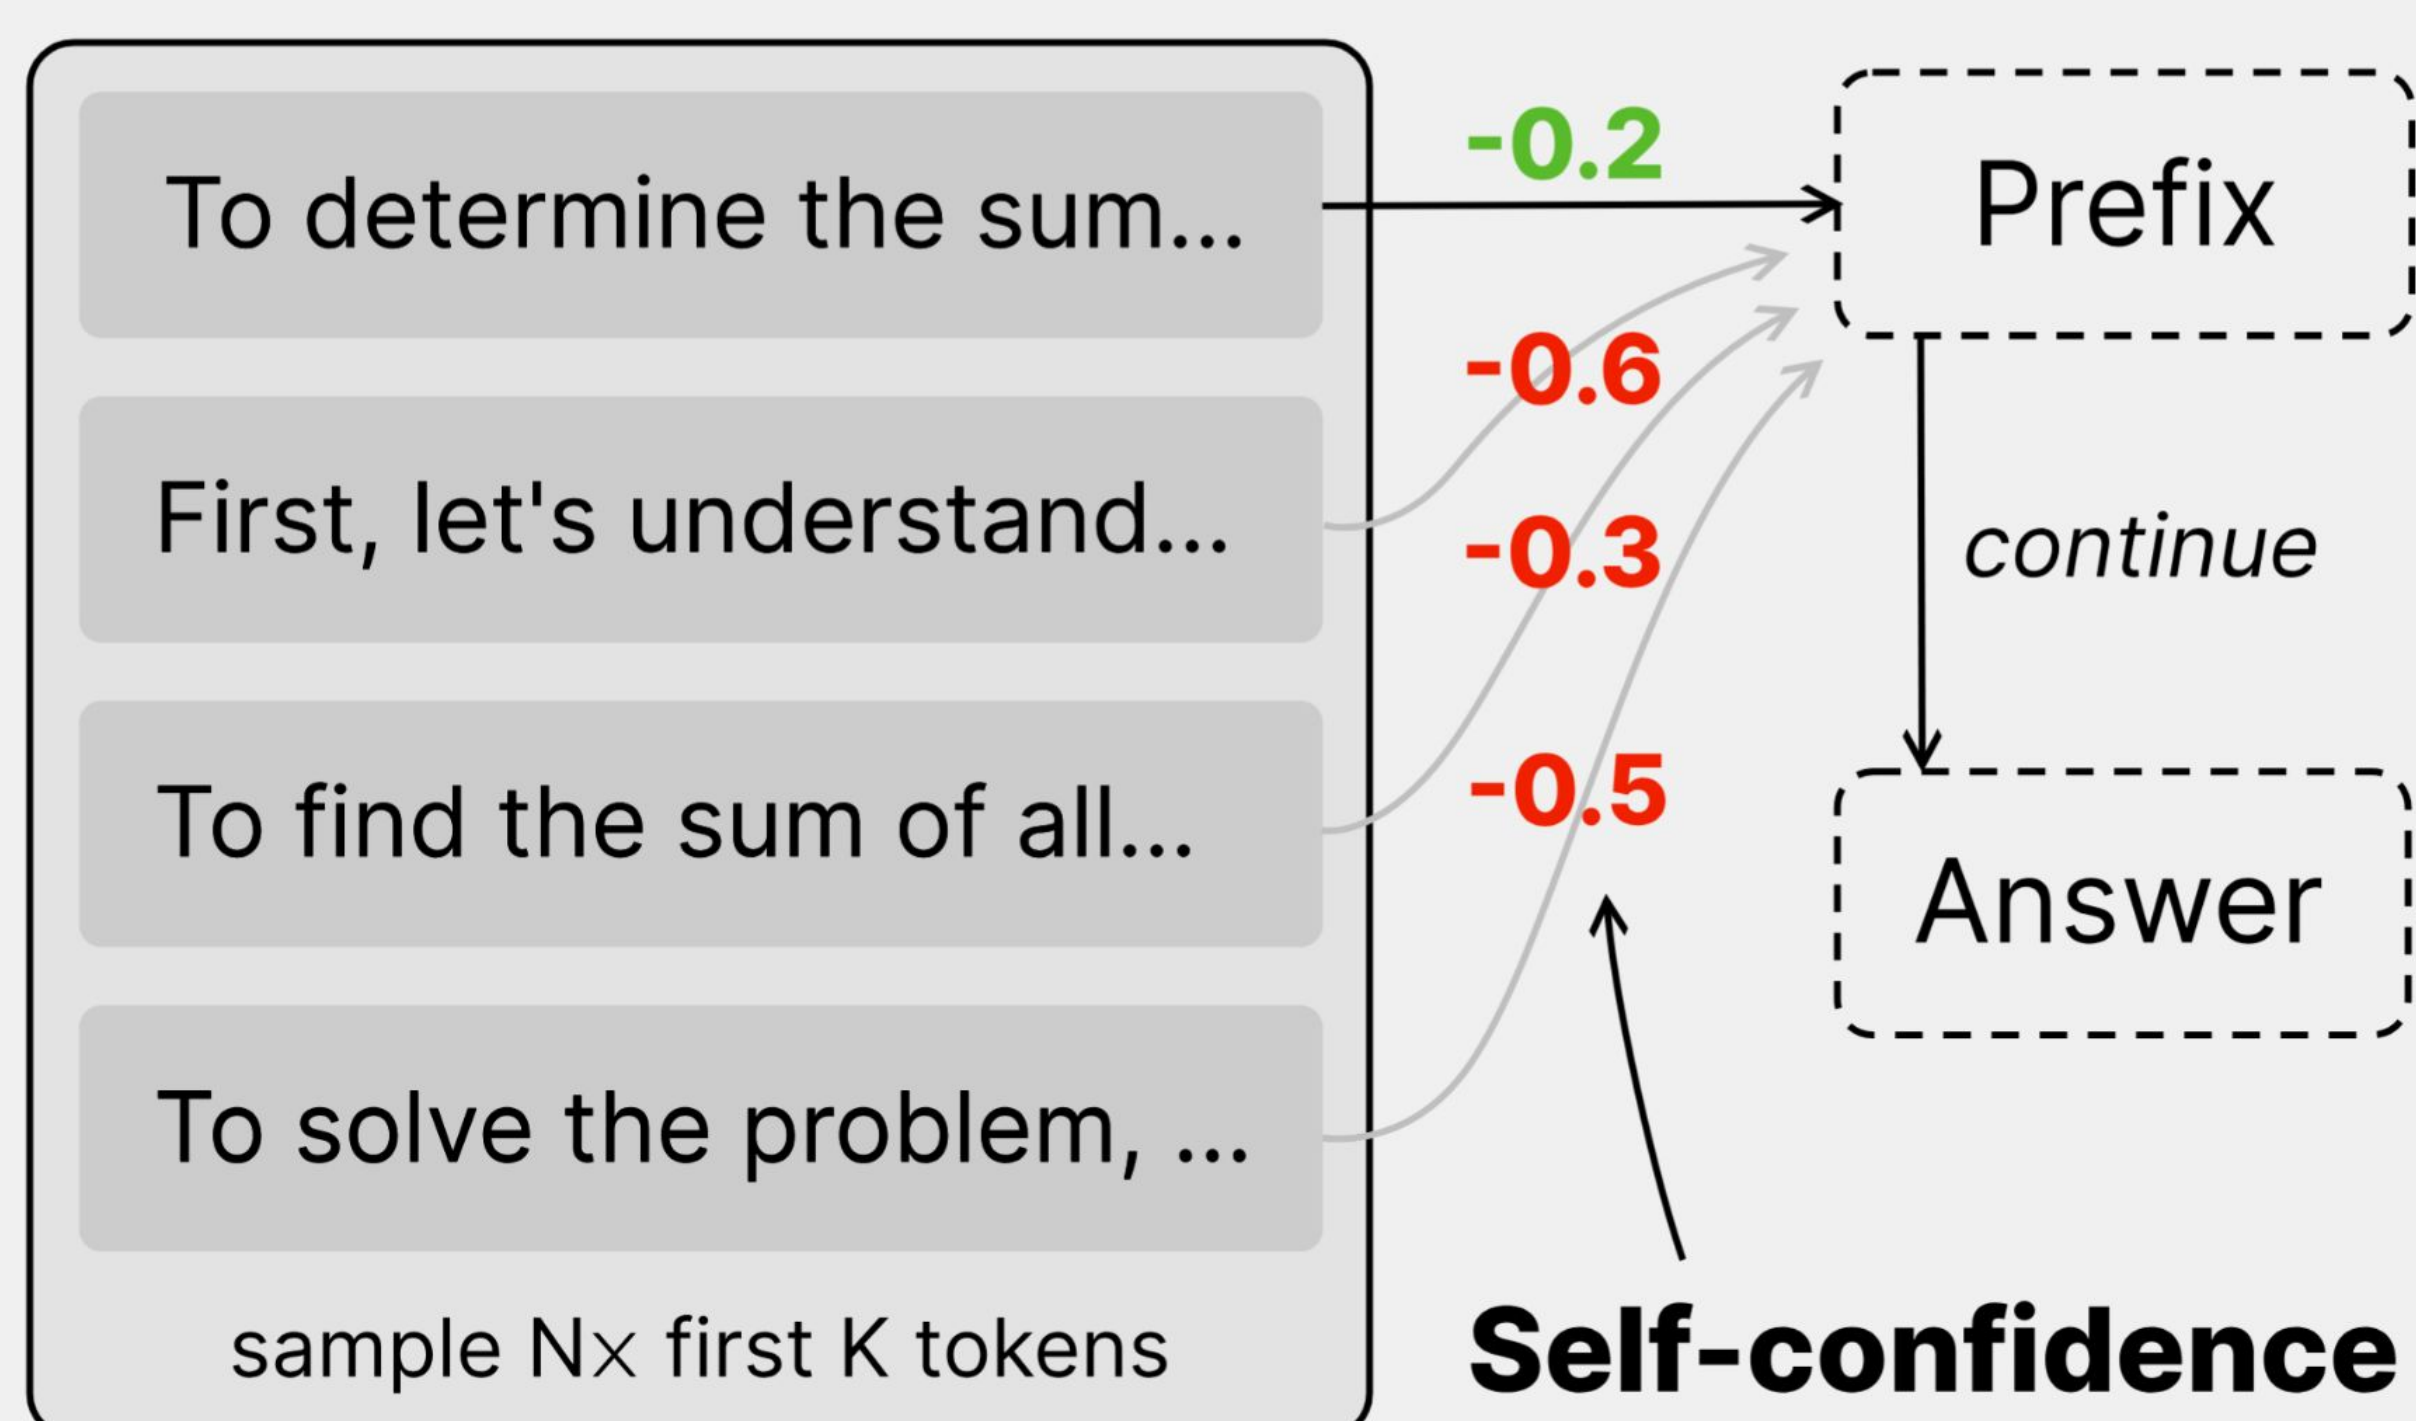 To determine the sum...
First, let's understand...
To find the sum of all...
To solve the problem, ...
sample N× first K tokens
-0.2
-0.6
-0.3
-0.5
Self-confidence
Prefix
continue
Answer